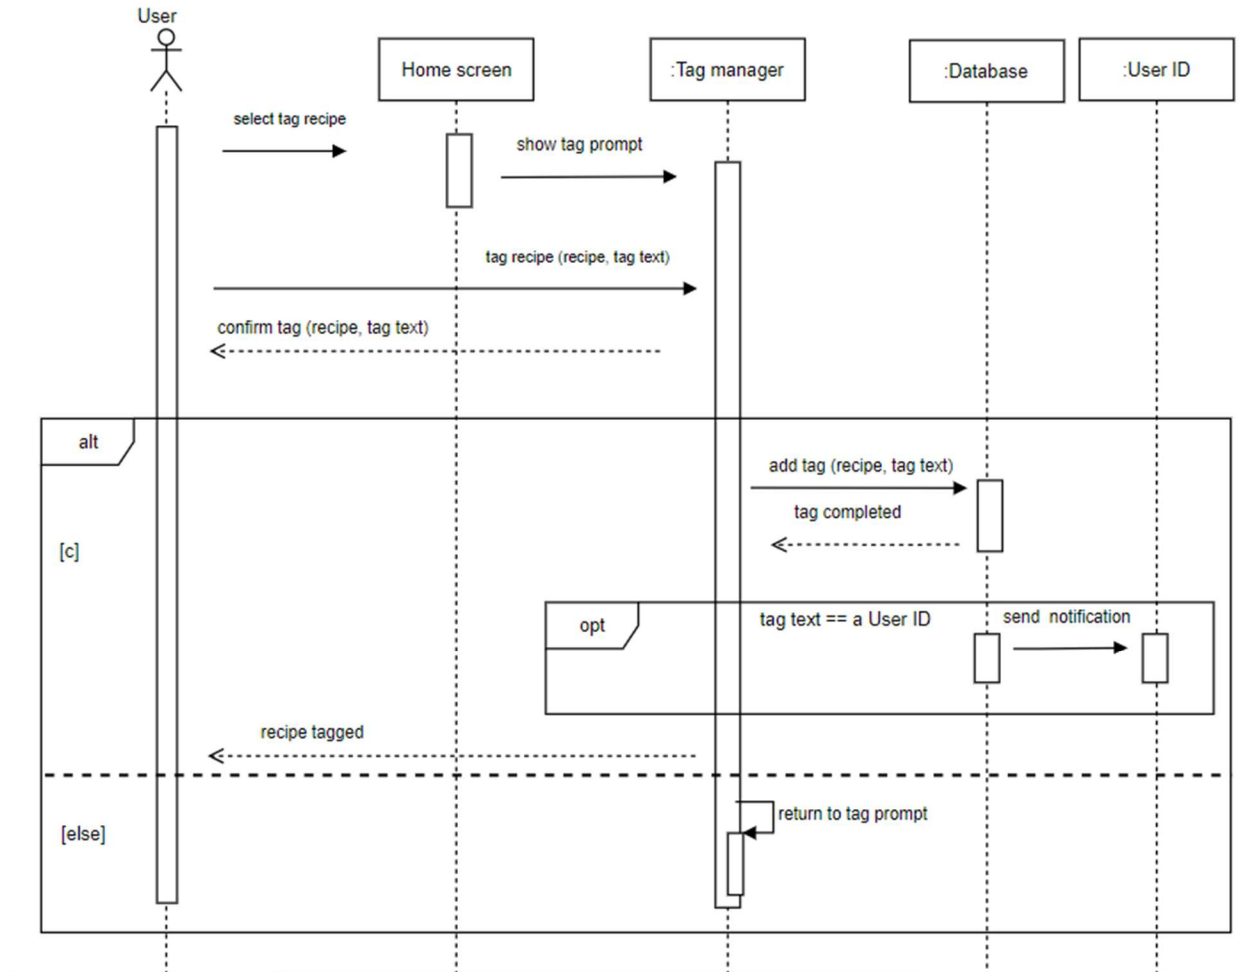 User
Home screen
:Tag manager
:Database
:User ID
select tag recipe
show tag prompt
tag recipe (recipe, tag text)
confirm tag (recipe, tag text)
alt
add tag (recipe, tag text)
tag completed
[c]
opt
tag text == a User ID
send notification
recipe tagged
return to tag prompt
[else]